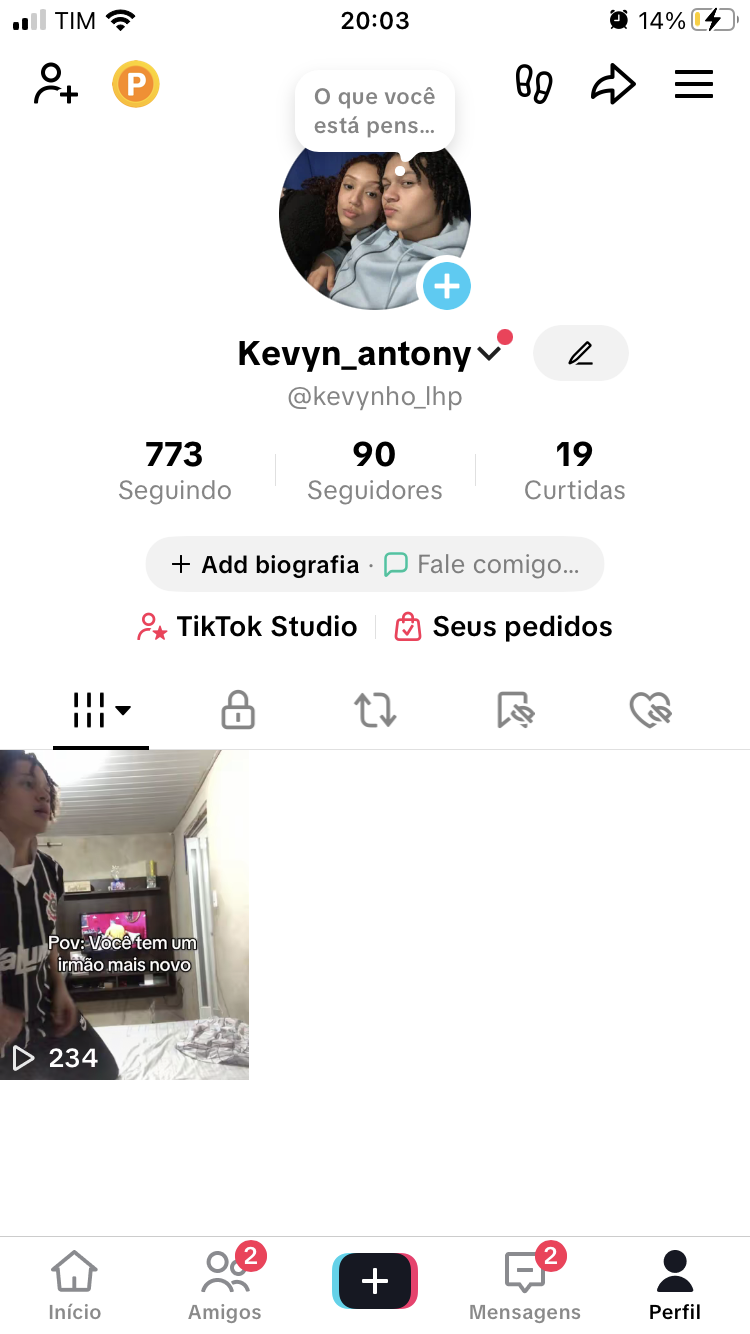 TIM
20:03
14%
P
O que você
está pens...
Kevyn_antony
@kevynho_lhp
773
Seguindo
90
Seguidores
19
Curtidas
+ Add biografia · Fale comigo...
TikTok Studio
Seus pedidos
Pov: Você tem um
irmão mais novo
234
Início
2
Amigos
2
Mensagens
Perfil